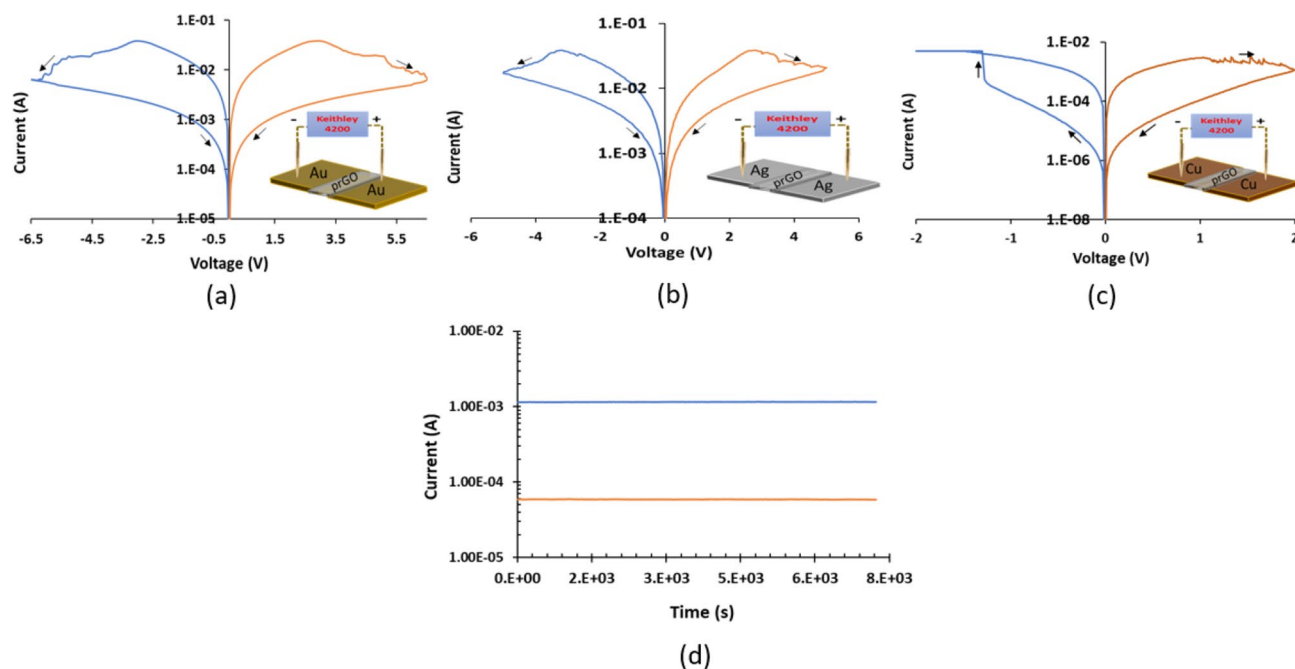 1.E-01
1.E-02
1.E-03
1.E-04
1.E-05
Current (A)
-6.5 -4.5 -2.5 -0.5 1.5 3.5 5.5
Voltage (V)
- Keithley 4200 +
Au prGO Au
(a)
1.E-01
1.E-02
1.E-03
1.E-04
Current (A)
-6 -4 -2 0 2 4 6
Voltage (V)
- Keithley 4200 +
Ag prGO Ag
(b)
1.E-02
1.E-04
1.E-06
1.E-08
Current (A)
-2 -1 0 1 2
Voltage (V)
- Keithley 4200 +
Cu prGO Cu
(c)
1.00E-02
1.00E-03
1.00E-04
1.00E-05
Current (A)
0.E+00 2.E+03 3.E+03 5.E+03 6.E+03 8.E+03
Time (s)
(d)